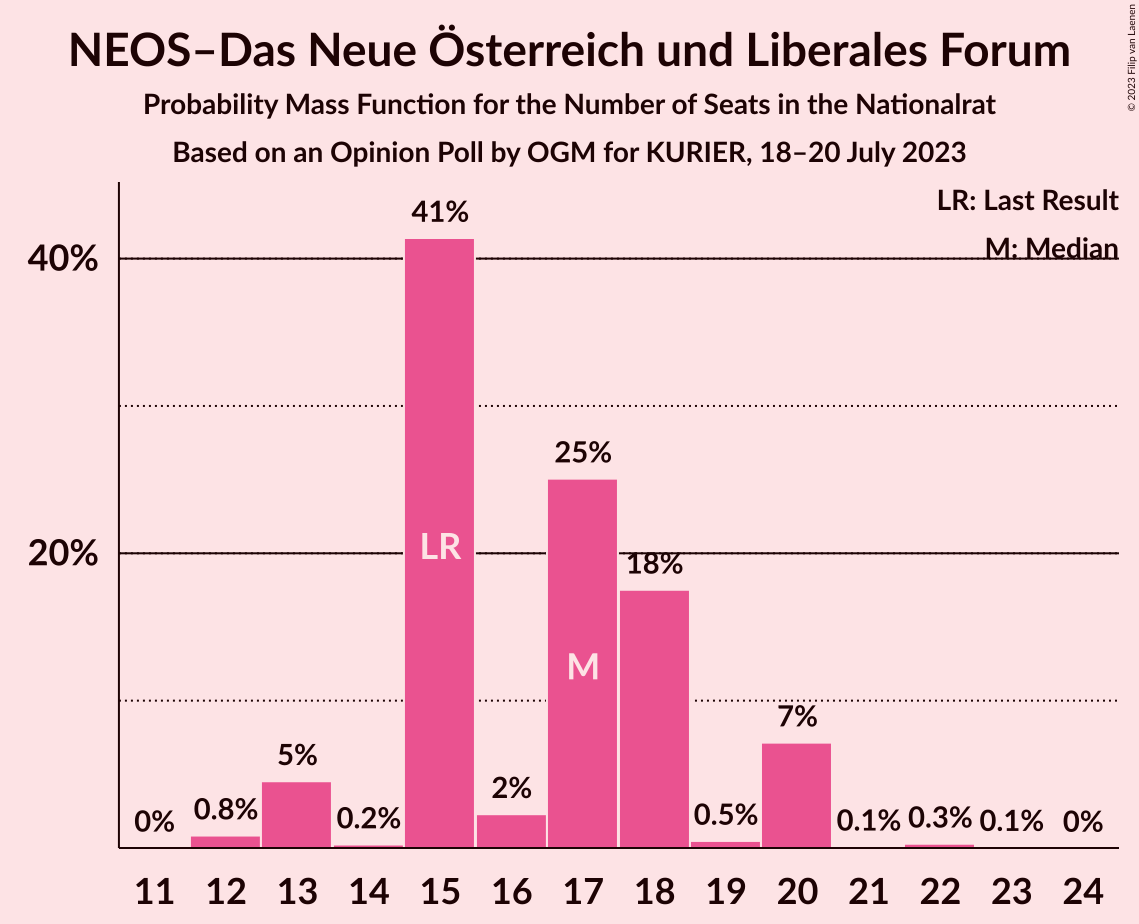 NEOS–Das Neue Österreich und Liberales Forum
Probability Mass Function for the Number of Seats in the Nationalrat
Based on an Opinion Poll by OGM for KURIER, 18–20 July 2023
© 2023 Filip van Laenen
LR: Last Result
M: Median
40%
20%
0%
0.8%
5%
0.2%
41%
LR
2%
25%
M
18%
0.5%
7%
0.1%
0.3%
0.1%
0%
11 12 13 14 15 16 17 18 19 20 21 22 23 24